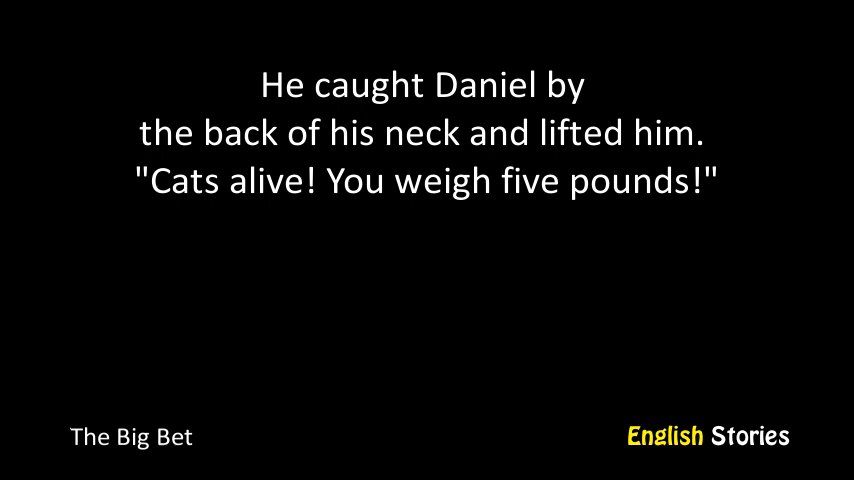 He caught Daniel by
the back of his neck and lifted him.
"Cats alive! You weigh five pounds!"
The Big Bet
English Stories